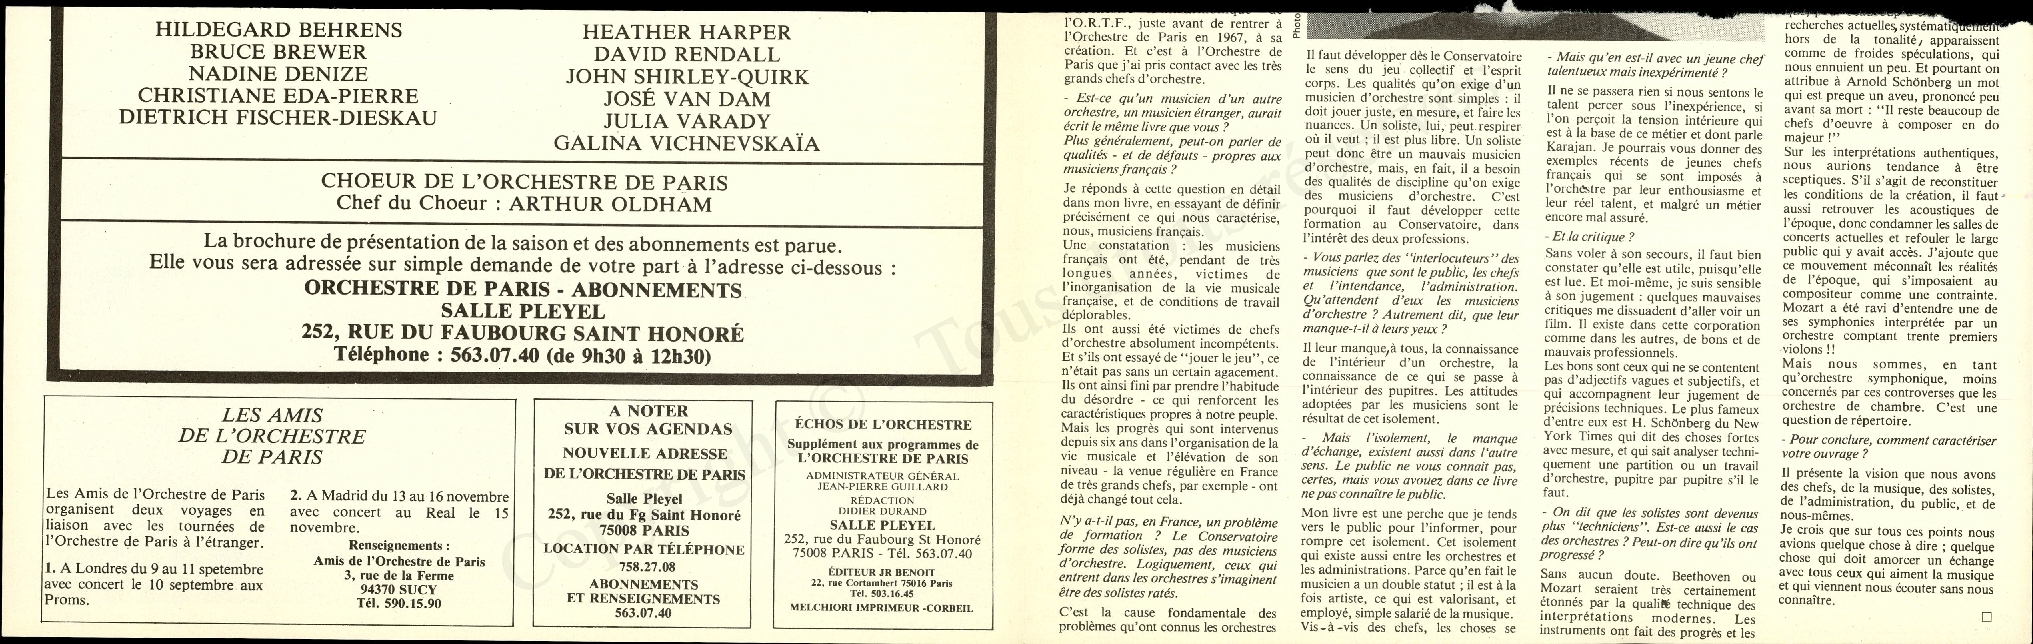 HILDEGARD BEHRENS
BRUCE BREWER
NADINE DENIZE
CHRISTIANE EDA-PIERRE
DIETRICH FISCHER-DIESKAU
HEATHER HARPER
DAVID RENDALL
JOHN SHIRLEY-QUIRK
JOSÉ VAN DAM
JULIA VARADY
GALINA VICHNEVSKAÏA
CHOEUR DE L'ORCHESTRE DE PARIS
Chef du Choeur : ARTHUR OLDHAM
La brochure de présentation de la saison et des abonnements est parue.
Elle vous sera adressée sur simple demande de votre part à l'adresse ci-dessous :
ORCHESTRE DE PARIS - ABONNEMENTS
SALLE PLEYEL
252, RUE DU FAUBOURG SAINT HONORÉ
Téléphone : 563.07.40 (de 9h30 à 12h30)
LES AMIS
DE L'ORCHESTRE
DE PARIS
Les Amis de l'Orchestre de Paris
organisent deux voyages en
liaison avec les tournées de
l'Orchestre de Paris à l'étranger.
1. A Londres du 9 au 11 spetembre
avec concert le 10 septembre aux
Proms.
2. A Madrid du 13 au 16 novembre
avec concert au Real le 15
novembre.
Renseignements :
Amis de l'Orchestre de Paris
3, rue de la Ferme
94370 SUCY
Tél. 590.15.90
A NOTER
SUR VOS AGENDAS
NOUVELLE ADRESSE
DE L'ORCHESTRE DE PARIS
Salle Pleyel
252, rue du Fg Saint Honoré
75008 PARIS
LOCATION PAR TÉLÉPHONE
758.27.08
ABONNEMENTS
ET RENSEIGNEMENTS
563.07.40
ÉCHOS DE L'ORCHESTRE
Supplément aux programmes de
L'ORCHESTRE DE PARIS
ADMINISTRATEUR GÉNÉRAL
JEAN-PIERRE GUILLARD
RÉDACTION
DIDIER DURAND
SALLE PLEYEL
252, rue du Faubourg St Honoré
75008 PARIS - Tél. 563.07.40
ÉDITEUR JR BENOIT
22, rue Cortambert 75016 Paris
Tél. 503.16.45
MELCHIORI IMPRIMEUR -CORBEIL
l'O.R.T.F., juste avant de rentrer à
l'Orchestre de Paris en 1967, à sa
création. Et c'est à l'Orchestre de
Paris que j'ai pris contact avec les très
grands chefs d'orchestre.
- Est-ce qu'un musicien d'un autre
orchestre, un musicien étranger, aurait
écrit le même livre que vous ?
Plus généralement, peut-on parler de
qualités - et de défauts - propres aux
musiciens français ?
Je réponds à cette question en détail
dans mon livre, en essayant de définir
précisément ce qui nous caractérise,
nous, musiciens français.
Une constatation : les musiciens
français ont été, pendant de très
longues années, victimes de
l'inorganisation de la vie musicale
française, et de conditions de travail
déplorables.
Ils ont aussi été victimes de chefs
d'orchestre absolument incompétents.
Et s'ils ont essayé de "jouer le jeu", ce
n'était pas sans un certain agacement.
Ils ont ainsi fini par prendre l'habitude
du désordre - ce qui renforcent les
caractéristiques propres à notre peuple.
Mais les progrès qui sont intervenus
depuis six ans dans l'organisation de la
vie musicale et l'élévation de son
niveau - la venue régulière en France
de très grands chefs, par exemple - ont
déjà changé tout cela.
N'y a-t-il pas, en France, un problème
de formation ? Le Conservatoire
forme des solistes, pas des musiciens
d'orchestre. Logiquement, ceux qui
entrent dans les orchestres s'imaginent
être des solistes ratés.
C'est la cause fondamentale des
problèmes qu'ont connus les orchestres
Photo
Il faut développer dès le Conservatoire
le sens du jeu collectif et l'esprit
corps. Les qualités qu'on exige d'un
musicien d'orchestre sont simples : il
doit jouer juste, en mesure, et faire les
nuances. Un soliste, lui, peut respirer
où il veut ; il est plus libre. Un soliste
peut donc être un mauvais musicien
d'orchestre, mais, en fait, il a besoin
des qualités de discipline qu'on exige
des musiciens d'orchestre. C'est
pourquoi il faut développer cette
formation au Conservatoire, dans
l'intérêt des deux professions.
- Vous parlez des "interlocuteurs" des
musiciens que sont le public, les chefs
et l'intendance, l'administration.
Qu'attendent d'eux les musiciens
d'orchestre ? Autrement dit, que leur
manque-t-il à leurs yeux ?
Il leur manque, à tous, la connaissance
de l'intérieur d'un orchestre, la
connaissance de ce qui se passe à
l'intérieur des pupitres. Les attitudes
adoptées par les musiciens sont le
résultat de cet isolement.
- Mais l'isolement, le manque
d'échange, existent aussi dans l'autre
sens. Le public ne vous connaît pas,
certes, mais vous avouez dans ce livre
ne pas connaître le public.
Mon livre est une perche que je tends
vers le public pour l'informer, pour
rompre cet isolement. Cet isolement
qui existe aussi entre les orchestres et
les administrations. Parce qu'en fait le
musicien a un double statut ; il est à la
fois artiste, ce qui est valorisant, et
employé, simple salarié de la musique.
Vis-à-vis des chefs, les choses se
- Mais qu'en est-il avec un jeune chef
talentueux mais inexpérimenté ?
Il ne se passera rien si nous sentons le
talent percer sous l'inexpérience, si
l'on perçoit la tension intérieure qui
est à la base de ce métier et dont parle
Karajan. Je pourrais vous donner des
exemples récents de jeunes chefs
français qui se sont imposés à
l'orchestre par leur enthousiasme et
leur réel talent, et malgré un métier
encore mal assuré.
- Et la critique ?
Sans voler à son secours, il faut bien
constater qu'elle est utile, puisqu'elle
est lue. Et moi-même, je suis sensible
à son jugement : quelques mauvaises
critiques me dissuadent d'aller voir un
film. Il existe dans cette corporation
comme dans les autres, de bons et de
mauvais professionnels.
Les bons sont ceux qui ne se contentent
pas d'adjectifs vagues et subjectifs, et
qui accompagnent leur jugement de
précisions techniques. Le plus fameux
d'entre eux est H. Schönberg du New
York Times qui dit des choses fortes
avec mesure, et qui sait analyser techni-
quement une partition ou un travail
d'orchestre, pupitre par pupitre s'il le
faut.
- On dit que les solistes sont devenus
plus "techniciens". Est-ce aussi le cas
des orchestres ? Peut-on dire qu'ils ont
progressé ?
Sans aucun doute. Beethoven ou
Mozart seraient très certainement
étonnés par la qualité technique des
interprétations modernes. Les
instruments ont fait des progrès et les
recherches actuelles, systématiquement
hors de la tonalité, apparaissent
comme de froides spéculations, qui
nous ennuient un peu. Et pourtant on
attribue à Arnold Schönberg un mot
qui est preque un aveu, prononcé peu
avant sa mort : "Il reste beaucoup de
chefs d'oeuvre à composer en do
majeur !"
Sur les interprétations authentiques,
nous aurions tendance à être
sceptiques. S'il s'agit de reconstituer
les conditions de la création, il faut
aussi retrouver les acoustiques de
l'époque, donc condamner les salles de
concerts actuelles et refouler le large
public qui y avait accès. J'ajoute que
ce mouvement méconnaît les réalités
de l'époque, qui s'imposaient au
compositeur comme une contrainte.
Mozart a été ravi d'entendre une de
ses symphonies interprétée par un
orchestre comptant trente premiers
violons !!
Mais nous sommes, en tant
qu'orchestre symphonique, moins
concernés par ces controverses que les
orchestre de chambre. C'est une
question de répertoire.
- Pour conclure, comment caractériser
votre ouvrage ?
Il présente la vision que nous avons
des chefs, de la musique, des solistes,
de l'administration, du public, et de
nous-mêmes.
Je crois que sur tous ces points nous
avions quelque chose à dire ; quelque
chose qui doit amorcer un échange
avec tous ceux qui aiment la musique
et qui viennent nous écouter sans nous
connaître.
Copyright © - Tous droits réservés